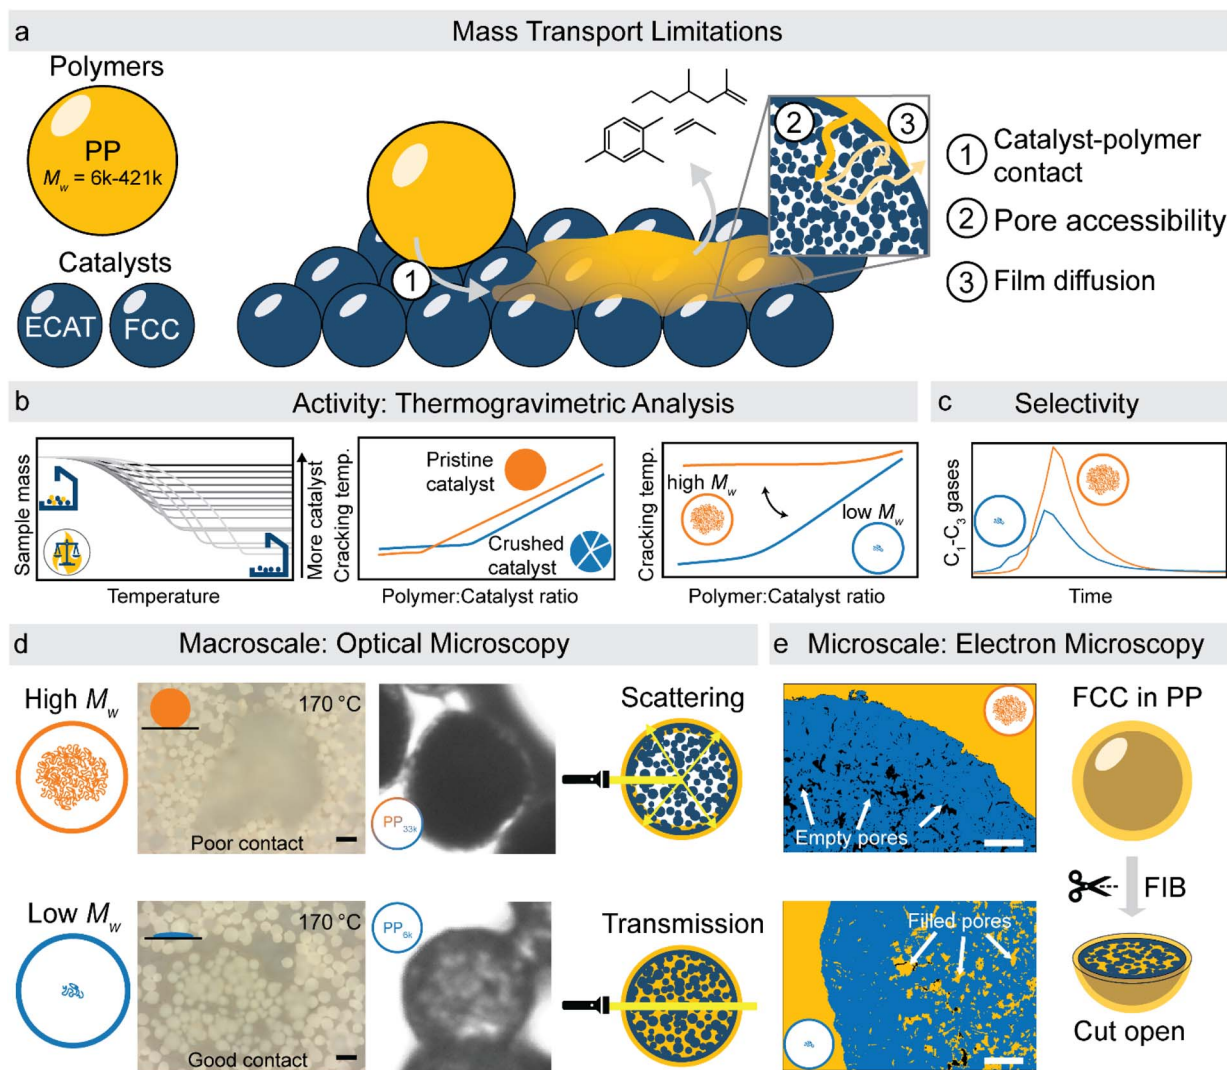 a
Mass Transport Limitations
Polymers
PP
Mw = 6k-421k
Catalysts
ECAT
FCC
1
2
3
1 Catalyst-polymer
contact
2 Pore accessibility
3 Film diffusion
b
Activity: Thermogravimetric Analysis
Sample mass
Temperature
More catalyst
Cracking temp.
Pristine
catalyst
Crushed
catalyst
Polymer:Catalyst ratio
Cracking temp.
high Mw
low Mw
Polymer:Catalyst ratio
c
Selectivity
C1-C3 gases
Time
d
Macroscale: Optical Microscopy
High Mw
170 °C
Poor contact
PP33k
Scattering
Low Mw
170 °C
Good contact
PP6k
Transmission
e
Microscale: Electron Microscopy
Empty pores
FCC in PP
FIB
Filled pores
Cut open